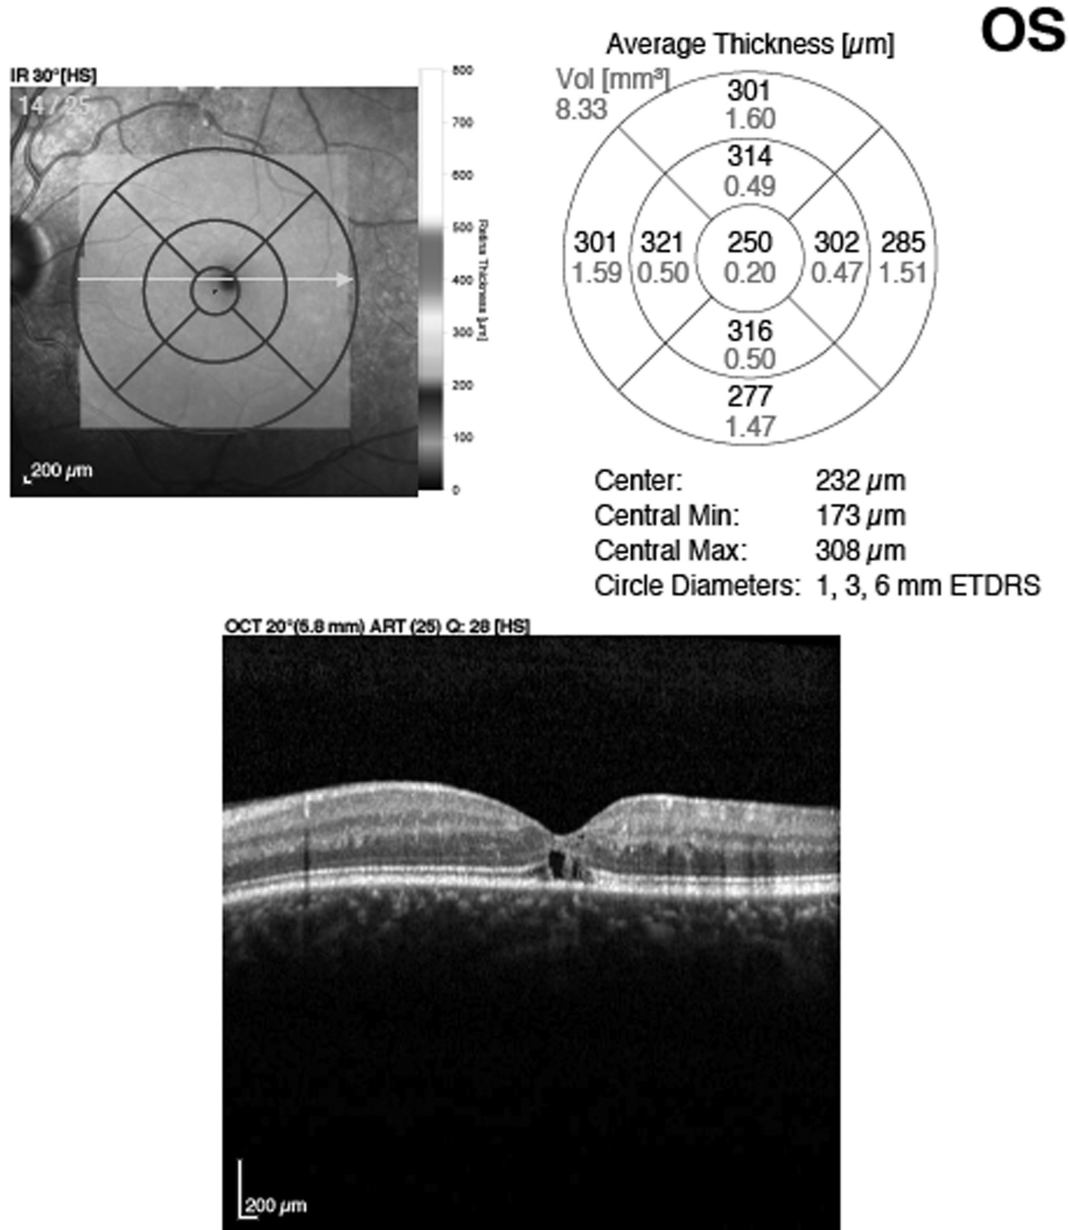 OS
IR 30° [HS]
14 / 25
200 µm
800
700
600
500
400
300
200
100
0
Retina Thickness [µm]
Average Thickness [µm]
Vol [mm³]
8.33
301
1.60
314
0.49
301 321 250 302 285
1.59 0.50 0.20 0.47 1.51
316
0.50
277
1.47
Center: 232 µm
Central Min: 173 µm
Central Max: 308 µm
Circle Diameters: 1, 3, 6 mm ETDRS
OCT 20° (5.8 mm) ART (25) Q: 28 [HS]
200 µm